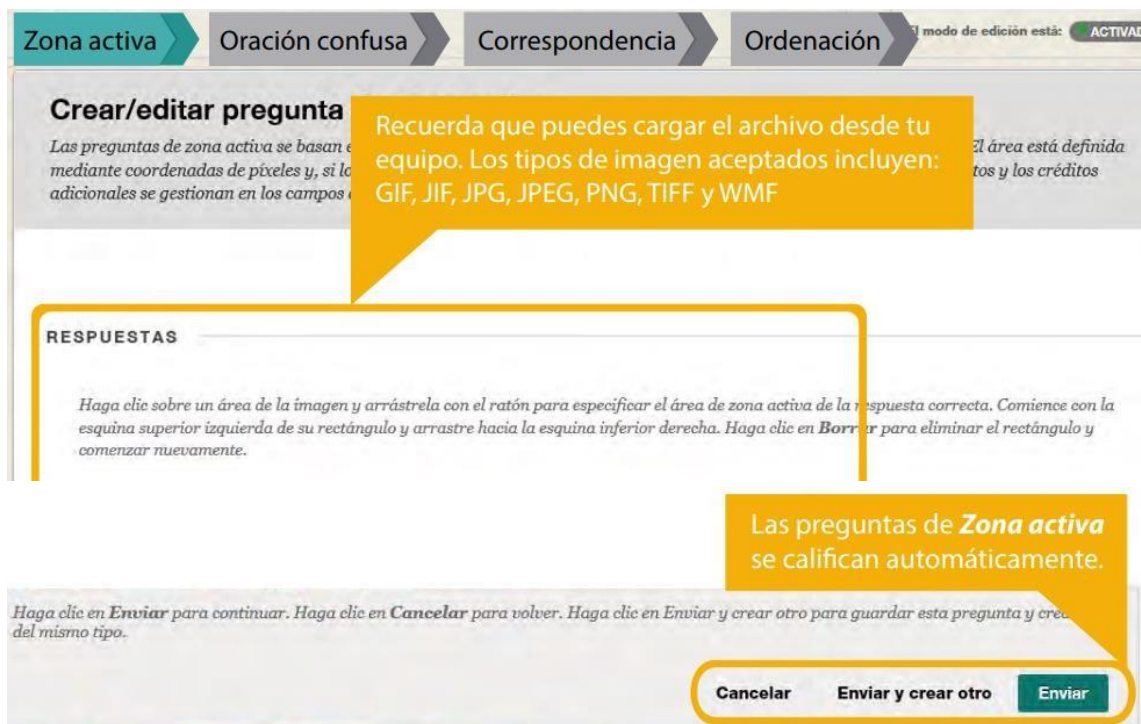 Zona activa
Oración confusa
Correspondencia
Ordenación
modo de edición está:
Crear/editar pregunta
Recuerda que puedes cargar el archivo desde tu
equipo. Los tipos de imagen aceptados incluyen:
GIF, JIF, JPG, JPEG, PNG, TIFF y WMF
Las preguntas de zona activa se basan
El área está definida
mediante coordenadas de píxeles y, si
y los créditos
adicionales se gestionan en los campos
RESPUESTAS
Haga clic sobre un área de la imagen y arrástrela con el ratón para especificar el área de zona activa de la respuesta correcta. Comience con la
esquina superior izquierda de su rectángulo y arrastre hacia la esquina inferior derecha. Haga clic en Borrar para eliminar el rectángulo y
comenzar nuevamente.
Las preguntas de Zona activa
se califican automáticamente.
Haga clic en Enviar para continuar. Haga clic en Cancelar para volver. Haga clic en Enviar y crear otro para guardar esta pregunta y
del mismo tipo.
Cancelar
Enviar y crear otro
Enviar